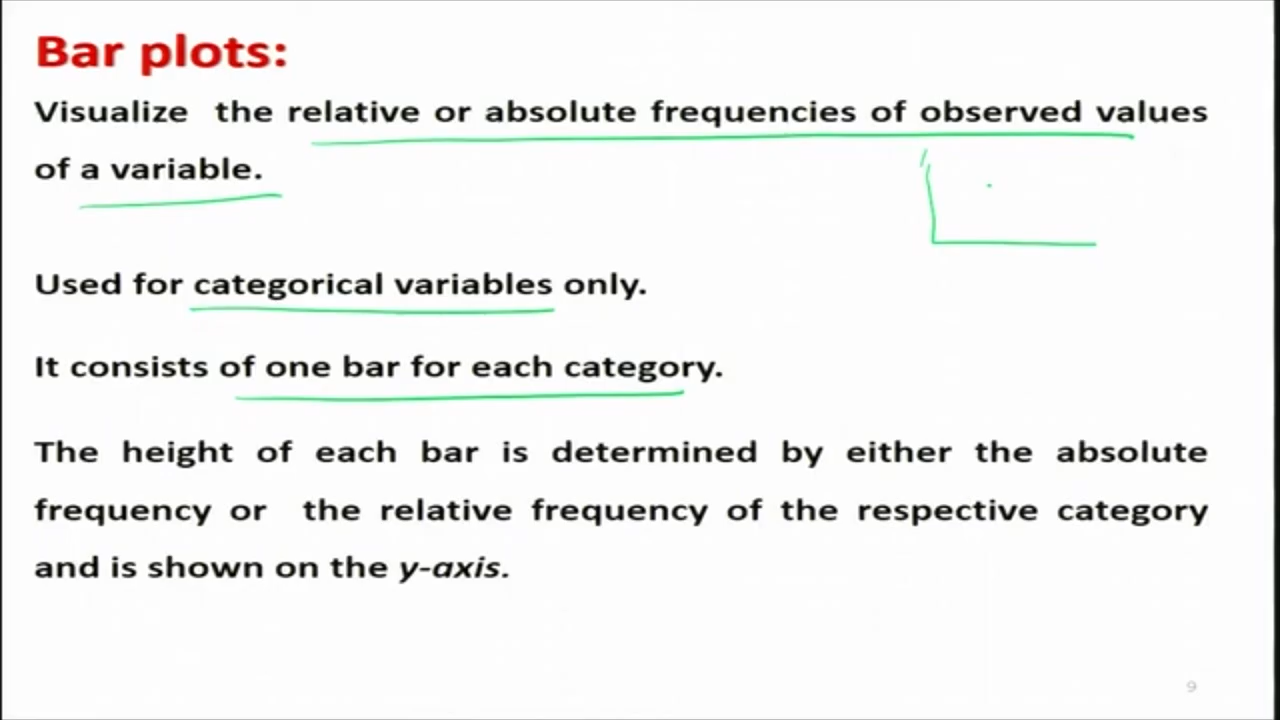 Bar plots:
Visualize the relative or absolute frequencies of observed values
of a variable.
Used for categorical variables only.
It consists of one bar for each category.
The height of each bar is determined by either the absolute
frequency or the relative frequency of the respective category
and is shown on the y-axis.
9